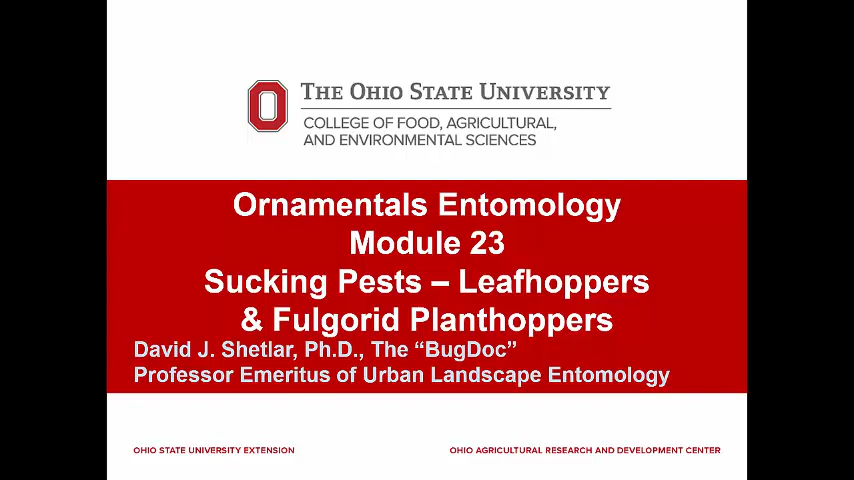 THE OHIO STATE UNIVERSITY
COLLEGE OF FOOD, AGRICULTURAL,
AND ENVIRONMENTAL SCIENCES
Ornamentals Entomology
Module 23
Sucking Pests – Leafhoppers
& Fulgorid Planthoppers
David J. Shetlar, Ph.D., The “BugDoc”
Professor Emeritus of Urban Landscape Entomology
OHIO STATE UNIVERSITY EXTENSION
OHIO AGRICULTURAL RESEARCH AND DEVELOPMENT CENTER